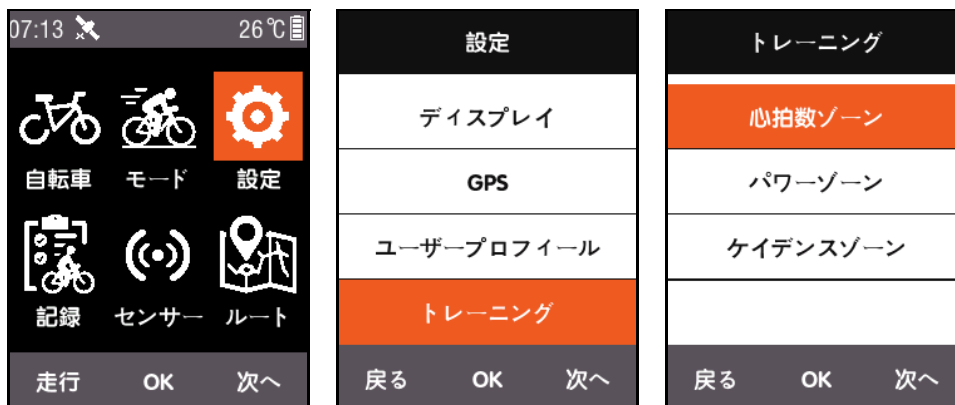 07:13 26℃
自転車 モード 設定
記録 センサー ルート
走行 OK 次へ
設定
ディスプレイ
GPS
ユーザープロフィール
トレーニング
戻る OK 次へ
トレーニング
心拍数ゾーン
パワーゾーン
ケイデンスゾーン
戻る OK 次へ